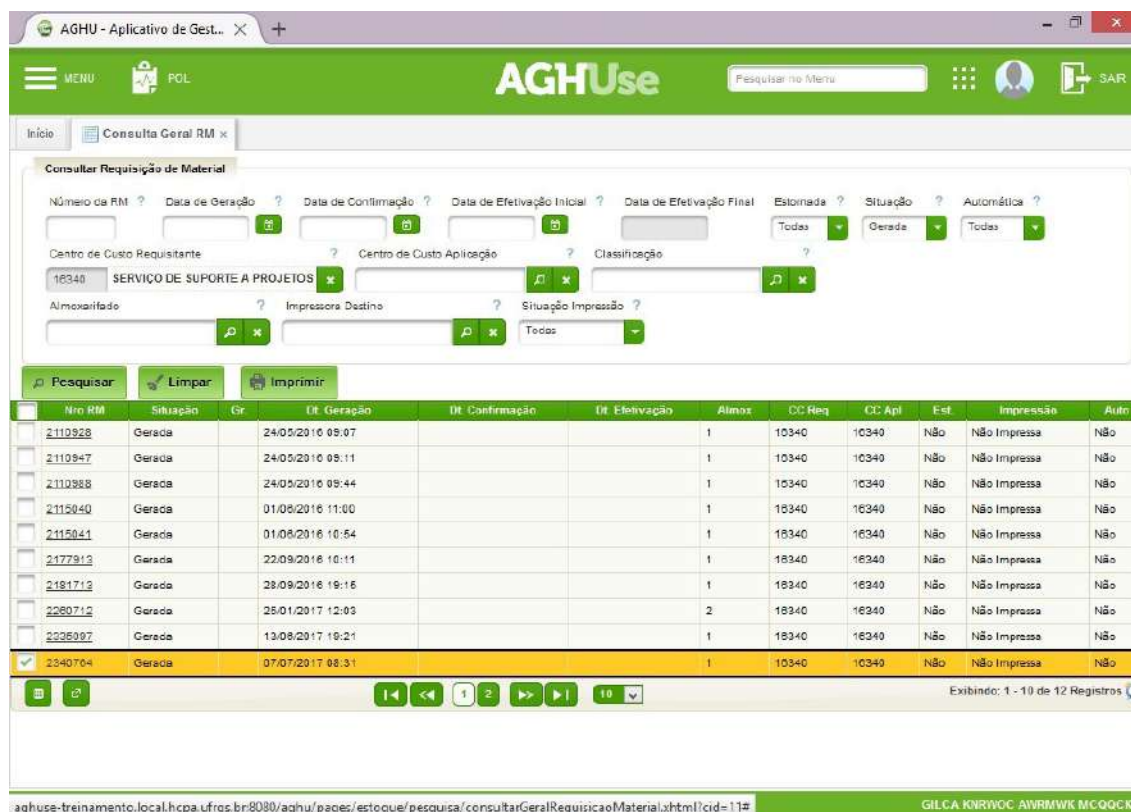 AGHU - Aplicativo de Gest...
MENU POL AGHUse Pesquisar no Menu SAIR
Início Consulta Geral RM x
Consultar Requisição de Material
Número da RM ? Data de Geração ? Data de Confirmação ? Data de Efetivação Inicial ? Data de Efetivação Final Estornada ? Situação ? Automática ?
Todas Gerada Todas
Centro de Custo Requisitante ? Centro de Custo Aplicação ? Classificação ?
16340 SERVIÇO DE SUPORTE A PROJETOS
Almoxarifado ? Impressora Destino ? Situação Impressão ?
Todas
Pesquisar Limpar Imprimir
Nro RM Situação Gr. Dt. Geração Dt. Confirmação Dt. Efetivação Almox CC Req CC Apl Est. Impressão Auto
2110928 Gerada 24/05/2016 09:07 1 16340 16340 Não Não Impressa Não
2110947 Gerada 24/05/2016 09:11 1 16340 16340 Não Não Impressa Não
2110988 Gerada 24/05/2016 09:44 1 16340 16340 Não Não Impressa Não
2115040 Gerada 01/06/2016 11:00 1 16340 16340 Não Não Impressa Não
2115041 Gerada 01/06/2016 10:54 1 16340 16340 Não Não Impressa Não
2177913 Gerada 22/09/2016 10:11 1 16340 16340 Não Não Impressa Não
2181713 Gerada 28/09/2016 19:15 1 16340 16340 Não Não Impressa Não
2260712 Gerada 25/01/2017 12:03 2 16340 16340 Não Não Impressa Não
Gerada 13/06/2017 19:21 1 16340 16340 Não Não Impressa Não
2340764 Gerada 07/07/2017 08:31 1 16340 16340 Não Não Impressa Não
1 2 10 Exibindo: 1 - 10 de 12 Registros
aghuse-treinamento.local.hcpa.ufrgs.br:8080/aghu/pages/estoque/pesquisa/consultarGeralRequisicaoMaterial.xhtml?cid=11#
GILCA KNRWOC AWRMWK